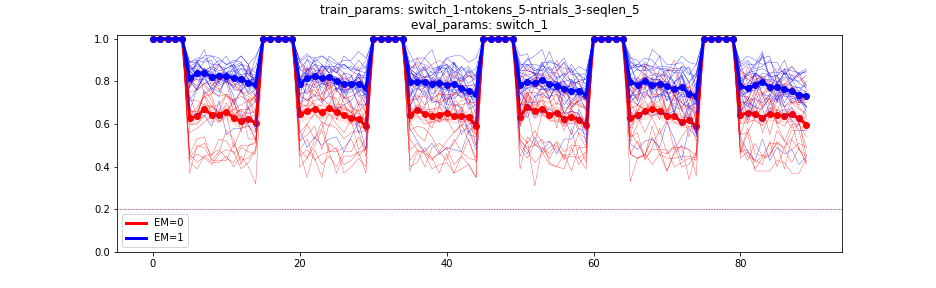 train_params: switch_1-ntokens_5-ntrials_3-seqlen_5
eval_params: switch_1
1.0
0.8
0.6
0.4
0.2
0.0
EM=0
EM=1
0 20 40 60 80